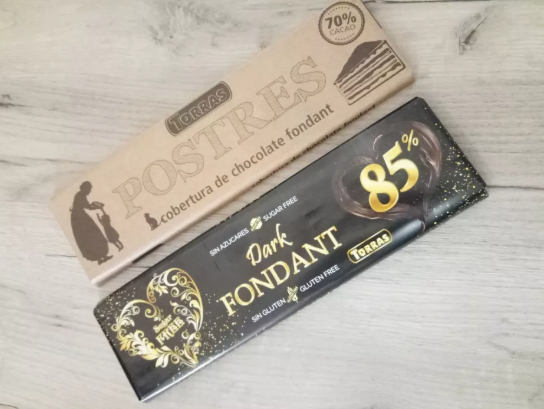 70%
CACAO
TORRAS
POSTRES
cobertura de chocolate fondant
85%
SIN AZUCARES SUGAR FREE
Dark
FONDANT
TORRAS
SIN GLUTEN GLUTEN FREE